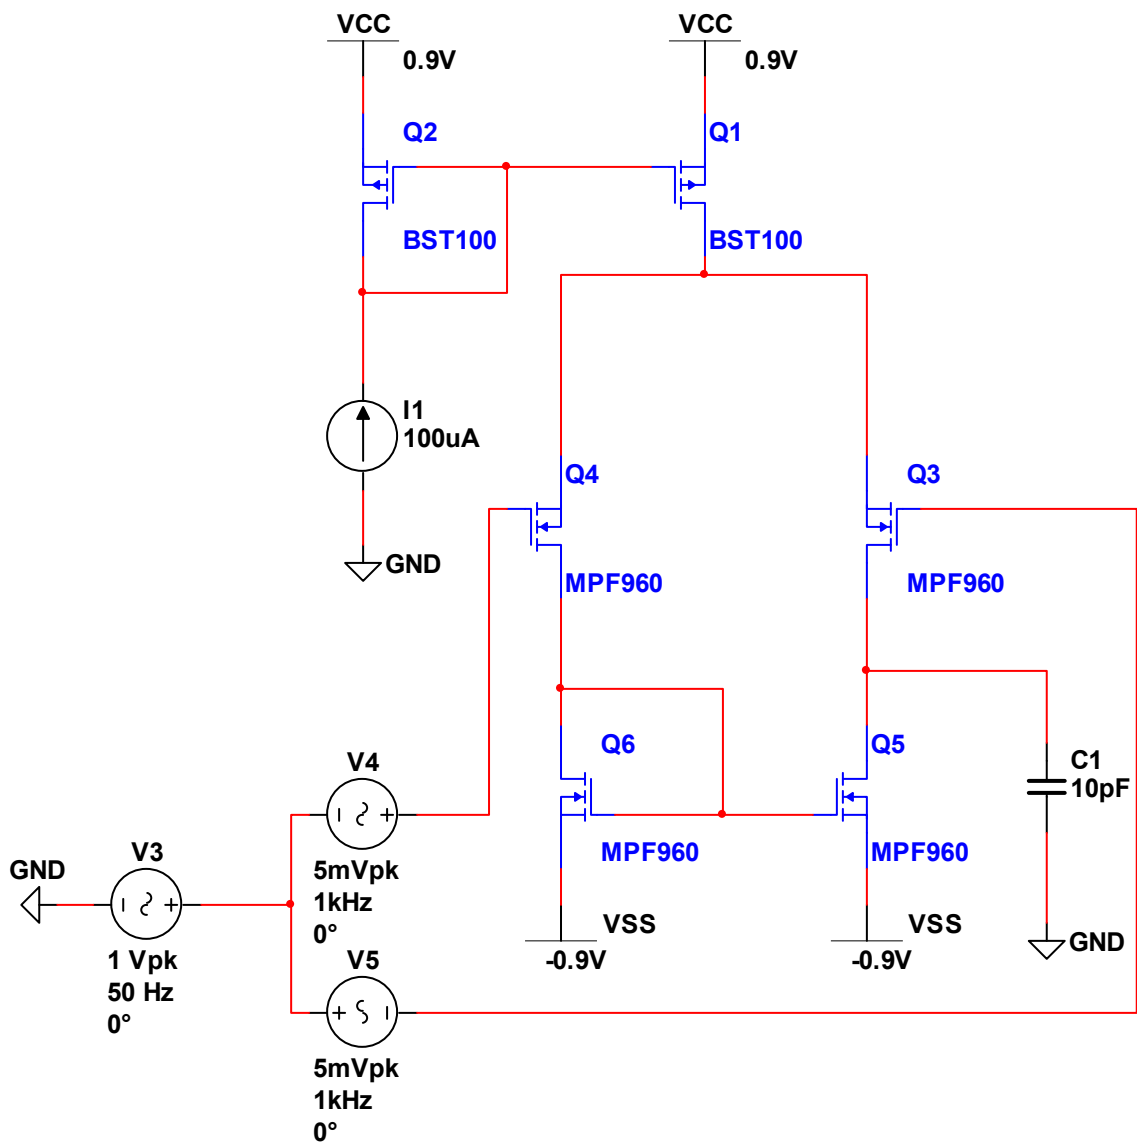 VCC
0.9V
VCC
0.9V
Q2
BST100
Q1
BST100
I1
100uA
GND
Q4
MPF960
Q3
MPF960
Q6
MPF960
Q5
MPF960
C1
10pF
GND
VSS
-0.9V
VSS
-0.9V
V4
5mVpk
1kHz
0°
GND
V3
1 Vpk
50 Hz
0°
V5
5mVpk
1kHz
0°